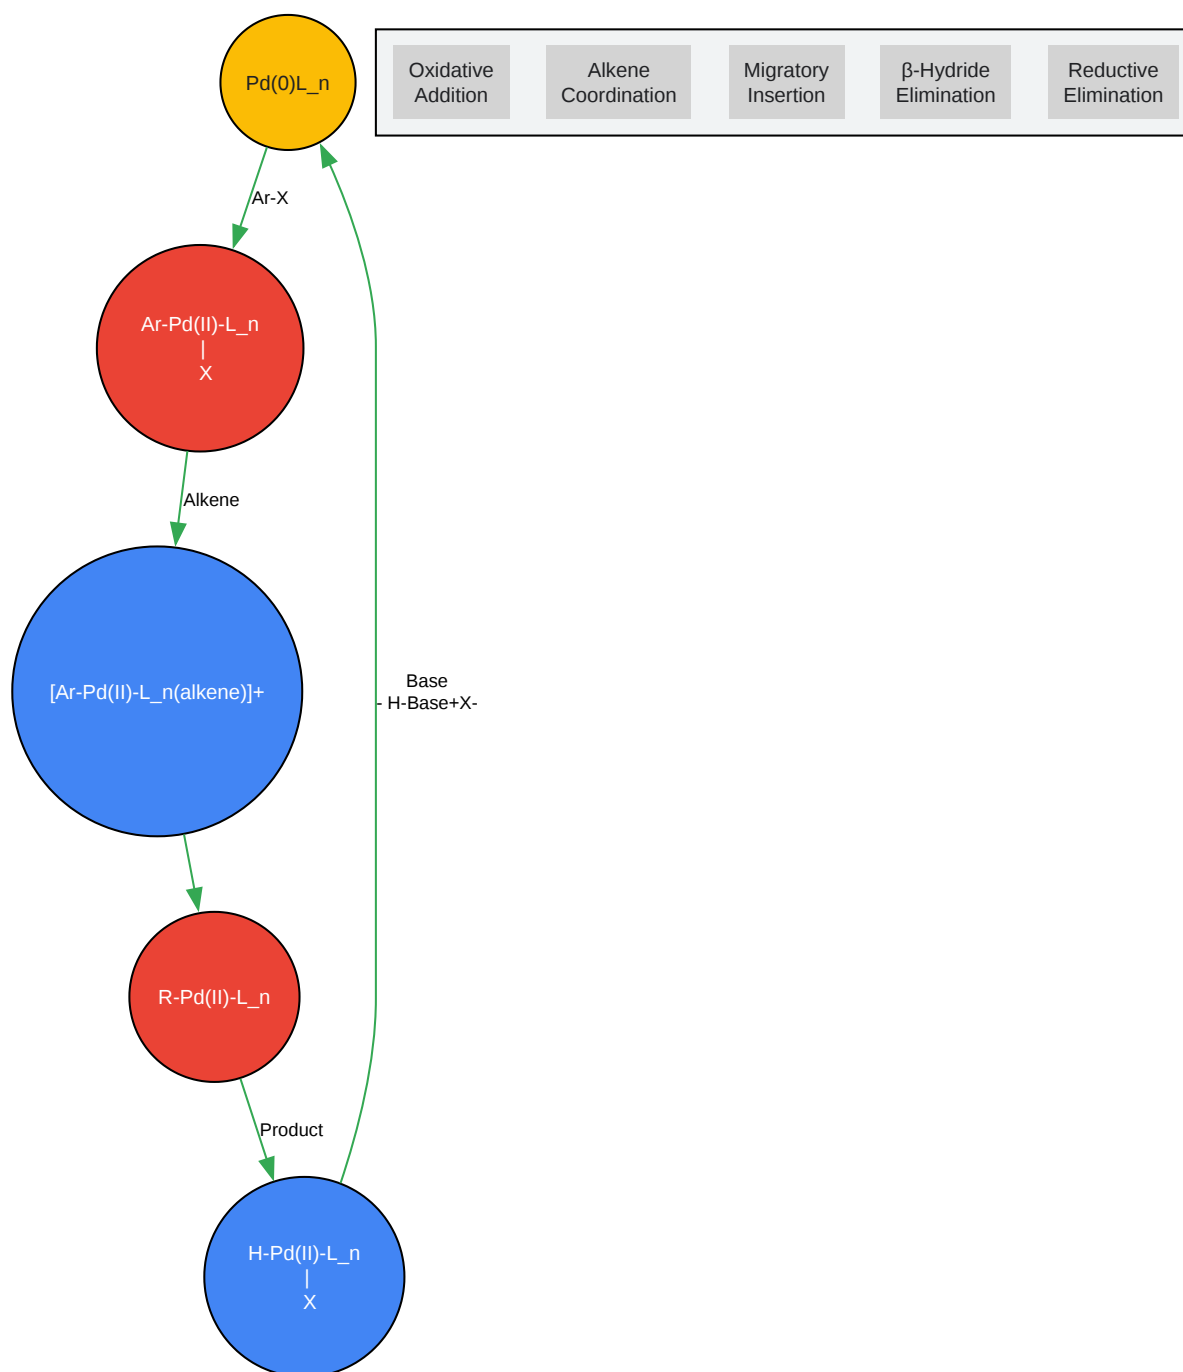 Pd(0)L_n
Oxidative
Addition
Alkene
Coordination
Migratory
Insertion
β-Hydride
Elimination
Reductive
Elimination
Ar-X
Ar-Pd(II)-L_n
|
X
Alkene
[Ar-Pd(II)-L_n(alkene)]+
Base
- H-Base+X-
R-Pd(II)-L_n
Product
H-Pd(II)-L_n
|
X